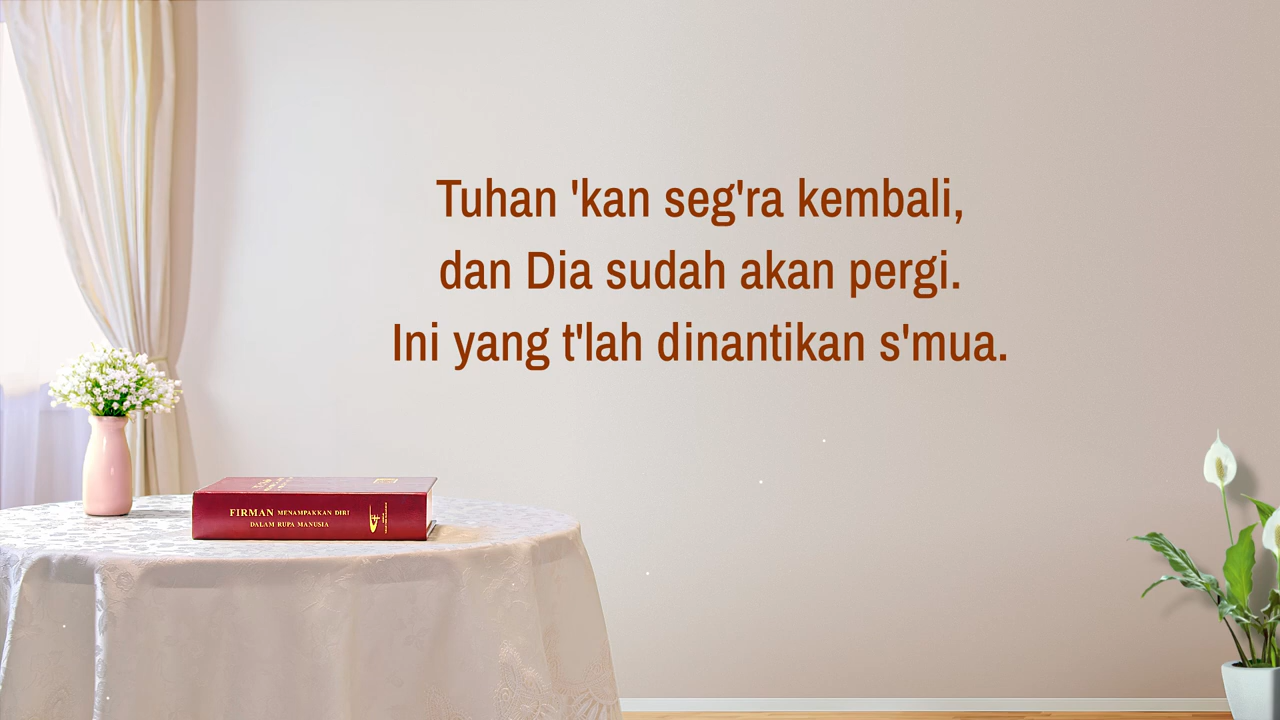 Tuhan 'kan seg'ra kembali,
dan Dia sudah akan pergi.
Ini yang t'lah dinantikan s'mua.
FIRMAN MENAMPAKKAN DIRI
DALAM RUPA MANUSIA